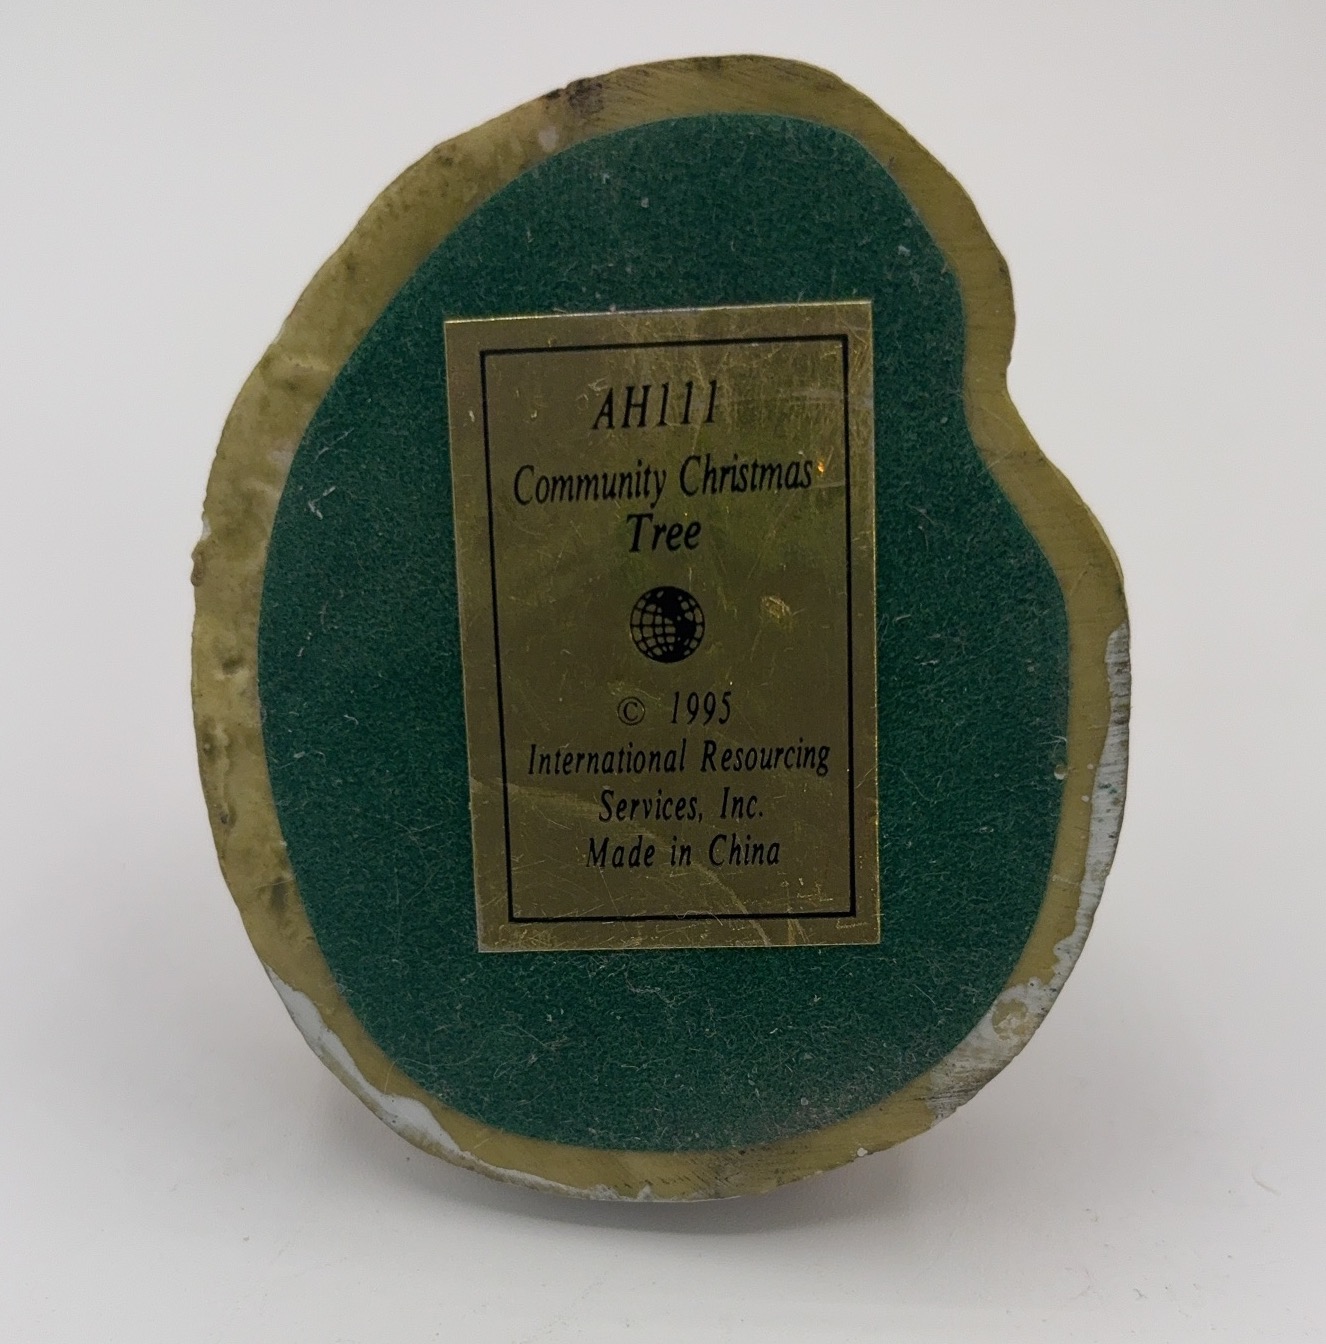 AH111
Community Christmas
Tree
© 1995
International Resourcing
Services, Inc.
Made in China